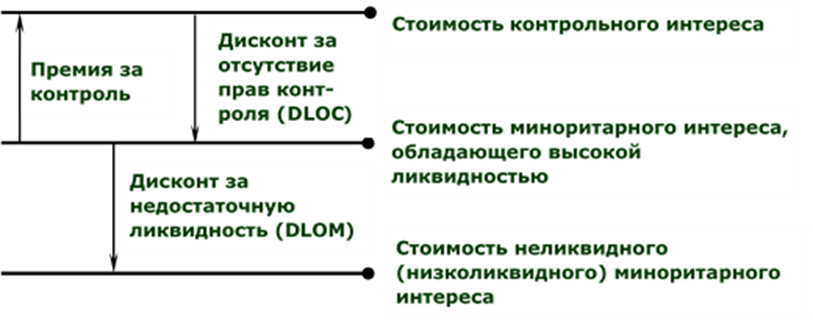 Стоимость контрольного интереса
Премия за
контроль
Дисконт за
отсутствие
прав конт-
роля (DLOC)
Стоимость миноритарного интереса,
обладающего высокой
ликвидностью
Дисконт за
недостаточную
ликвидность (DLOM)
Стоимость неликвидного
(низколиквидного) миноритарного
интереса